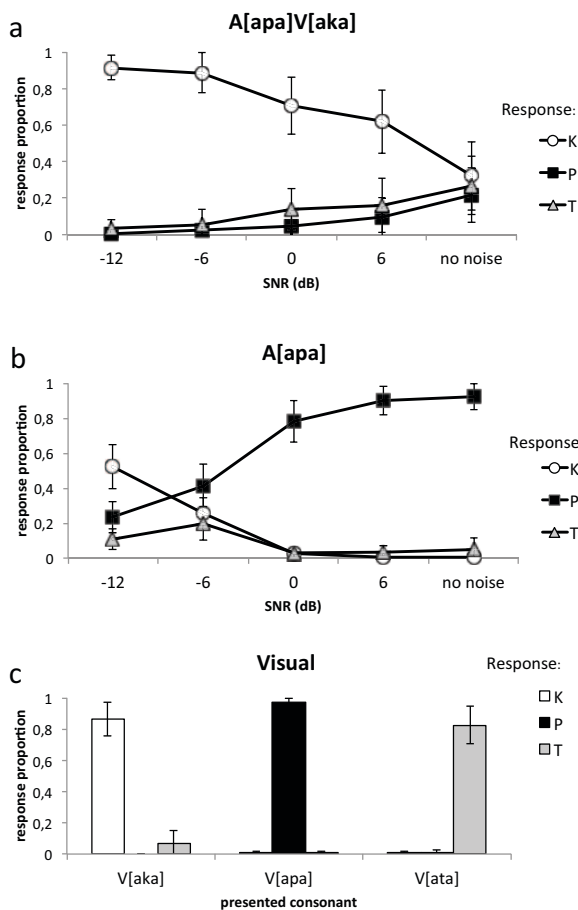 a
A[apa]V[aka]
response proportion
1
0,8
0,6
0,4
0,2
0
-12 -6 0 6 no noise
SNR (dB)
Response:
K
P
T
b
A[apa]
response proportion
1
0,8
0,6
0,4
0,2
0
-12 -6 0 6 no noise
SNR (dB)
Response
K
P
T
c
Visual
response proportion
1
0,8
0,6
0,4
0,2
0
V[aka] V[apa] V[ata]
presented consonant
Response:
K
P
T